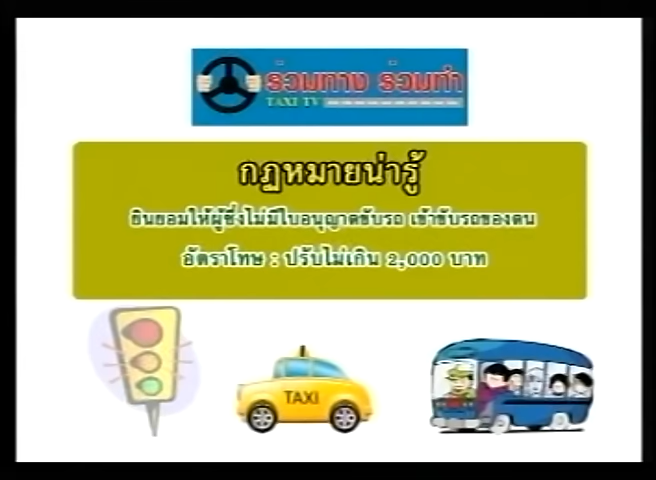 ร่วมทาง ร่วมทำ
TAXI TV
กฎหมายน่ารู้
ยินยอมให้ผู้ซึ่งไม่มีใบอนุญาตขับรถ เข้าขับรถของตน
อัตราโทษ : ปรับไม่เกิน 2,000 บาท
TAXI